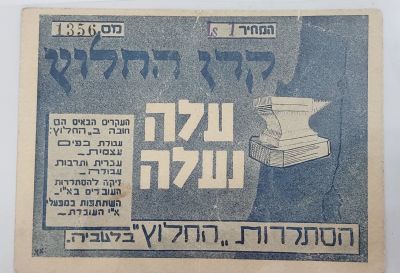 המחיר 1 s
מס 1356
קרן החלוץ
העקרים הבאים הם
חובה ב"החלוץ":
עבודת כפים
עצמית –
עברית ותרבות
עבודה –
זיקה להסתדרות
העובדים בא"י –
השתתפות במפעלי
א"י העובדת –
עלה
נעלה
הסתדרות "החלוץ" בלטביה.